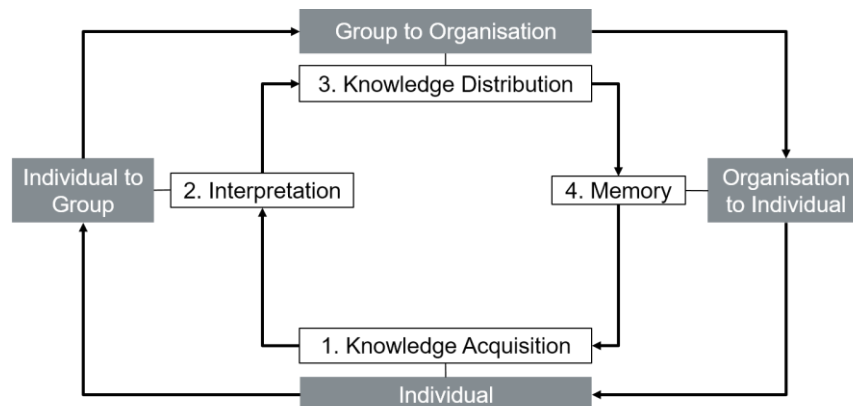 Group to Organisation
3. Knowledge Distribution
Individual to
Group
2. Interpretation
4. Memory
Organisation
to Individual
1. Knowledge Acquisition
Individual